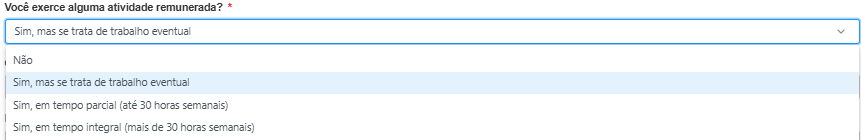 Você exerce alguma atividade remunerada? *
Sim, mas se trata de trabalho eventual
Não
Sim, mas se trata de trabalho eventual
Sim, em tempo parcial (até 30 horas semanais)
Sim, em tempo integral (mais de 30 horas semanais)